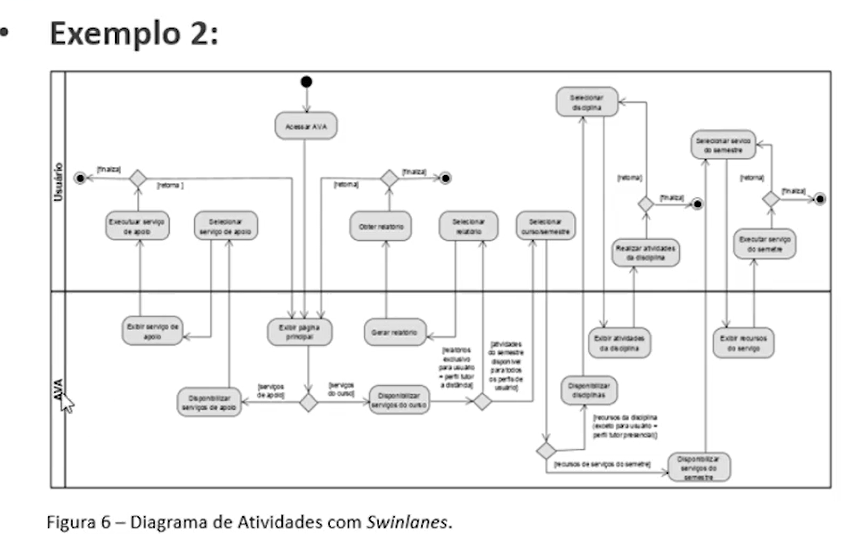 • Exemplo 2:
Usuário
AVA
Acessar AVA
[finaliza]
[retorna ]
Executuar serviço
de apoio
Selecionar
serviço de apoio
[retorna]
[finaliza]
Obter relatório
Selecionar
relatório
Selecionar
curso/semestre
Selecionar
disciplina
[retorna]
[finaliza]
Realizar atividades
da disciplina
Selecionar sevico
do semestre
[retorna]
[finaliza]
Executar serviço
do semetre
Exibir serviço de
apoio
Exibir página
principal
Gerar relatório
Exibir atividades
da disciplina
Exibir recursos
do serviço
Disponibilizar
serviços de apoio
[serviços
de apoio]
[serviços
do curso]
Disponibilizar
serviços do curso
[relatórios
exclusivo
para usuário
= perfil tutor
a distância]
[atividades
do semestre
disponível
para todos
os perfis de
usuário]
Disponibilizar
disciplinas
[recursos da disciplina
(exceto para usuário =
perfil tutor presencial)]
[recursos de serviços do semetre]
Disponibilizar
serviços do
semestre
Figura 6 – Diagrama de Atividades com Swinlanes.